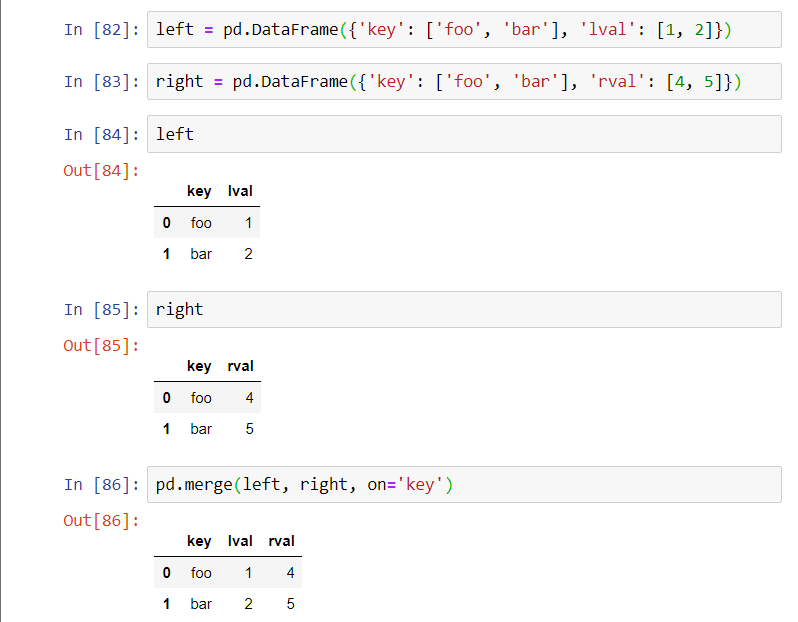 In [82]: left = pd.DataFrame({'key': ['foo', 'bar'], 'lval': [1, 2]})
In [83]: right = pd.DataFrame({'key': ['foo', 'bar'], 'rval': [4, 5]})
In [84]: left
Out[84]:
key lval
0 foo 1
1 bar 2
In [85]: right
Out[85]:
key rval
0 foo 4
1 bar 5
In [86]: pd.merge(left, right, on='key')
Out[86]:
key lval rval
0 foo 1 4
1 bar 2 5